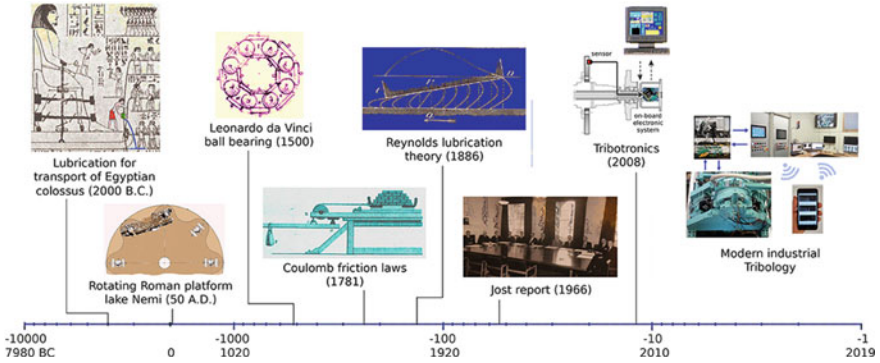 sensor
on-board
electronic
system
Leonardo da Vinci
ball bearing (1500)
Reynolds lubrication
theory (1886)
Tribotronics
(2008)
Lubrication for
transport of Egyptian
colossus (2000 B.C.)
Coulomb friction laws
(1781)
Modern industrial
Tribology
Rotating Roman platform
lake Nemi (50 A.D.)
Jost report (1966)
-10000 -1000 -100 -10 -1
7980 BC 0 1020 1920 2010 2019